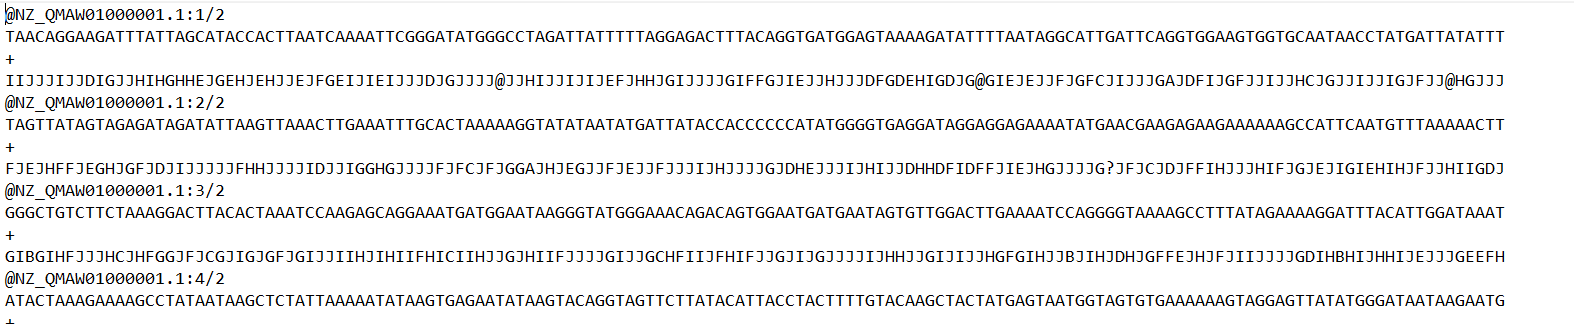 @NZ_QMAW01000001.1:1/2
TAACAGGAAGATTTATTAGCATACCACTTAATCAAAATTCGGGATATGGGCCTAGATTATTTTTAGGAGACTTTACAGGTGATGGAGTAAAAGATATTTTAATAGGCATTGATTCAGGTGGAAGTGGTGCAATAACCTATGATTATATTT
+
IIJJJIJJDIGJJHIHGHHEJGEHJEHJJEJFGEIJIEIJJJDJGJJJJ@JJHIJJIJIJEFJHHJGIJJJJGIFFGJIEJJHJJJDFGDEHIGDJG@GIEJEJJFJGFCJIJJJGAJDFIJGFJJIJJHCJGJJIJJIGJFJJ@HGJJJ
@NZ_QMAW01000001.1:2/2
TAGTTATAGTAGAGATAGATATTAAGTTAAACTTGAAATTTGCACTAAAAAGGTATATAATATGATTATACCACCCCCCATATGGGGTGAGGATAGGAGGAGAAAATATGAACGAAGAGAAGAAAAAAGCCATTCAATGTTTAAAAACTT
+
FJEJHFFJEGHJGFJDJIJJJJJFHHJJJJIDJJIGGHGJJJJFJFCJFJGGAJHJEGJJFJEJJFJJJIJHJJJJGJDHEJJJIJHIJJDHHDFIDFFJIEJHGJJJJG?JFJCJDJFFIHJJJHIFJGJEJIGIEHIHJFJJHIIGDJ
@NZ_QMAW01000001.1:3/2
GGGCTGTCTTCTAAAGGACTTACACTAAATCCAAGAGCAGGAAATGATGGAATAAGGGTATGGGAAACAGACAGTGGAATGATGAATAGTGTTGGACTTGAAAATCCAGGGGTAAAAGCCTTTATAGAAAAGGATTTACATTGGATAAAT
+
GIBGIHFJJJHCJHFGGJFJCGJIGJGFJGIJJIIHJIHIIFHICIIHJJGJHIIFJJJJGIJJGCHFIIJFHIFJJGJIJGJJJJIJHHJJGIJIJJHGFGIHJJBJIHJDHJGFFEJHJFJIIJJJJGDIHBHIJHHIJEJJJGEEFH
@NZ_QMAW01000001.1:4/2
ATACTAAAGAAAAGCCTATAATAAGCTCTATTAAAAATATAAGTGAGAATATAAGTACAGGTAGTTCTTATACATTACCTACTTTTGTACAAGCTACTATGAGTAATGGTAGTGTGAAAAAAGTAGGAGTTATATGGGATAATAAGAATG
+